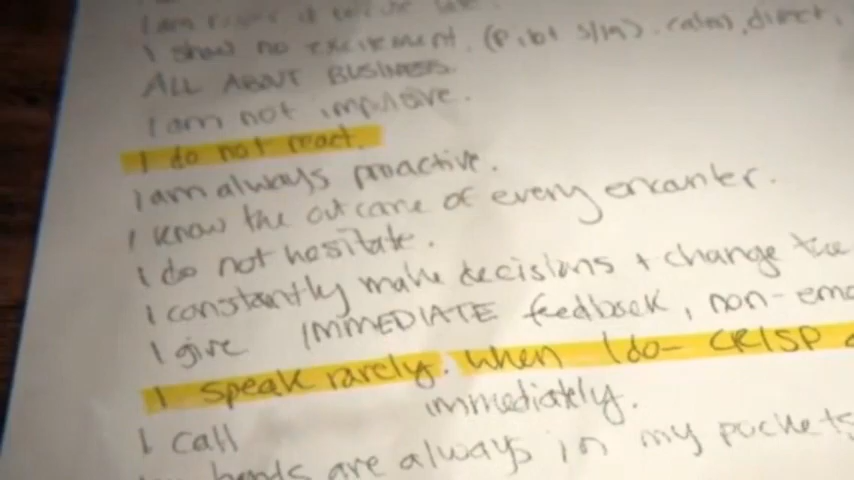 I show no excitement. (calm), direct,
ALL ABOUT BUSINESS.
I am not impulsive.
I do not react.
I am always proactive.
I know the outcome of every encounter.
I do not hesitate.
I constantly make decisions + change the
I give IMMEDIATE feedback, non-emo
I speak rarely. When I do- CRISP
I call immediately.
hands are always in my pockets